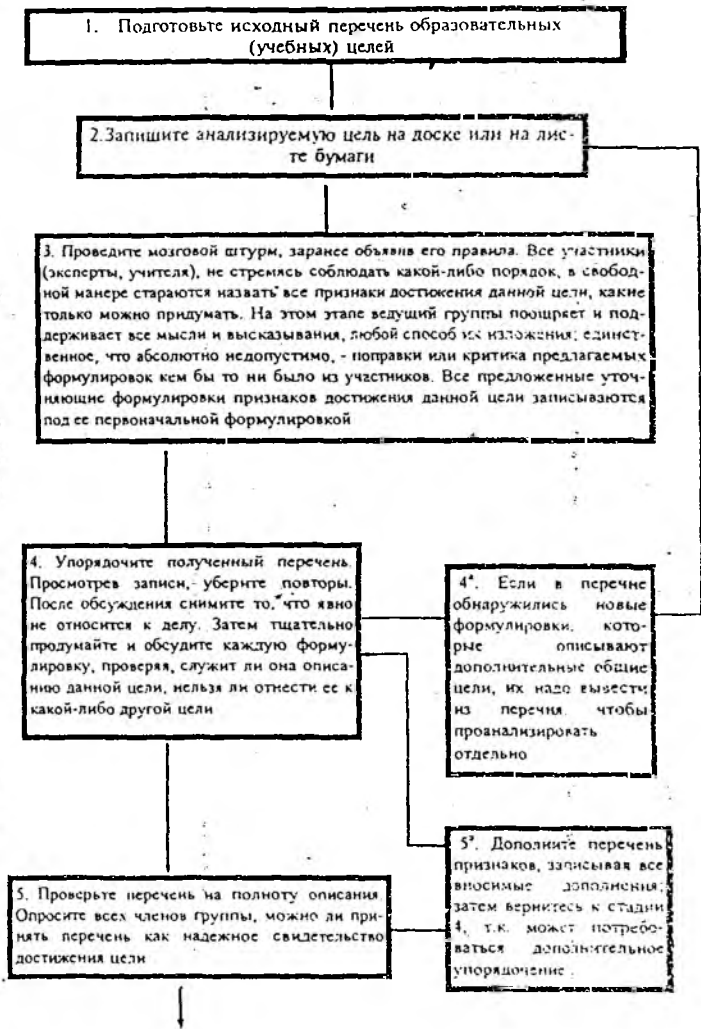 1. Подготовьте исходный перечень образовательных
(учебных) целей
2.Запишите анализируемую цель на доске или на лис-
те бумаги
3. Проведите мозговой штурм, заранее объявив его правила. Все участники
(эксперты, учителя), не стремясь соблюдать какой-либо порядок, в свобод-
ной манере стараются назвать все признаки достижения данной цели, какие
только можно придумать. На этом этапе ведущий группы поощряет и под-
держивает все мысли и высказывания, любой способ их изложения; единст-
венное, что абсолютно недопустимо, - поправки или критика предлагаемых
формулировок кем бы то ни было из участников. Все предложенные уточ-
няющие формулировки признаков достижения данной цели записываются
под ее первоначальной формулировкой
4. Упорядочите полученный перечень.
Просмотрев записи, уберите повторы.
После обсуждения снимите то, что явно
не относится к делу. Затем тщательно
продумайте и обсудите каждую форму-
лировку, проверяя, служит ли она описа-
нию данной цели, нельзя ли отнести ее к
какой-либо другой цели
4ª. Если в перечне
обнаружились новые
формулировки, кото-
рые описывают
дополнительные общие
цели, их надо вывести
из перечня, чтобы
проанализировать
отдельно
5. Проверьте перечень на полноту описания.
Опросите всех членов группы, можно ли при-
нять перечень как надежное свидетельство
достижения цели
5ª. Дополните перечень
признаков, записывая все
вносимые дополнения;
затем вернитесь к стадии
4, т.к. может потребо-
ваться дополнительное
упорядочение